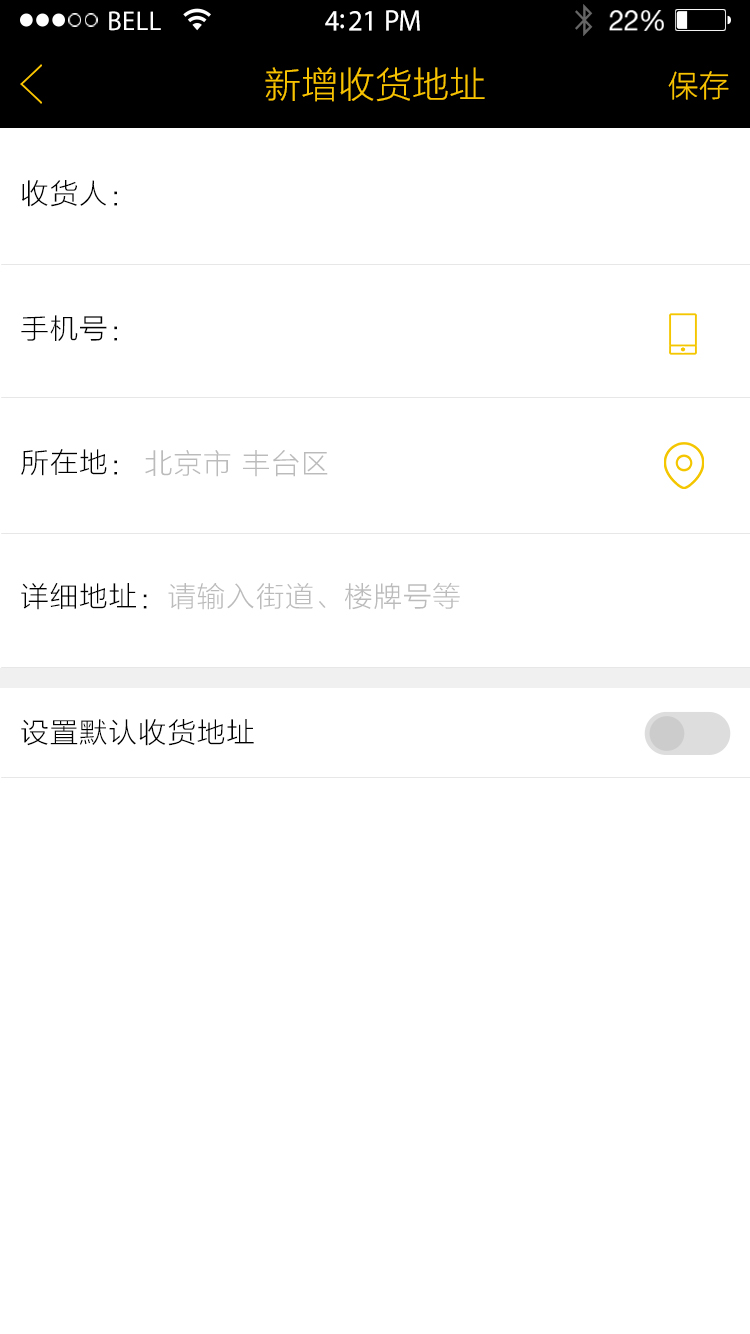 BELL 4:21 PM 22%
新增收货地址 保存
收货人：
手机号：
所在地： 北京市 丰台区
详细地址： 请输入街道、楼牌号等
设置默认收货地址